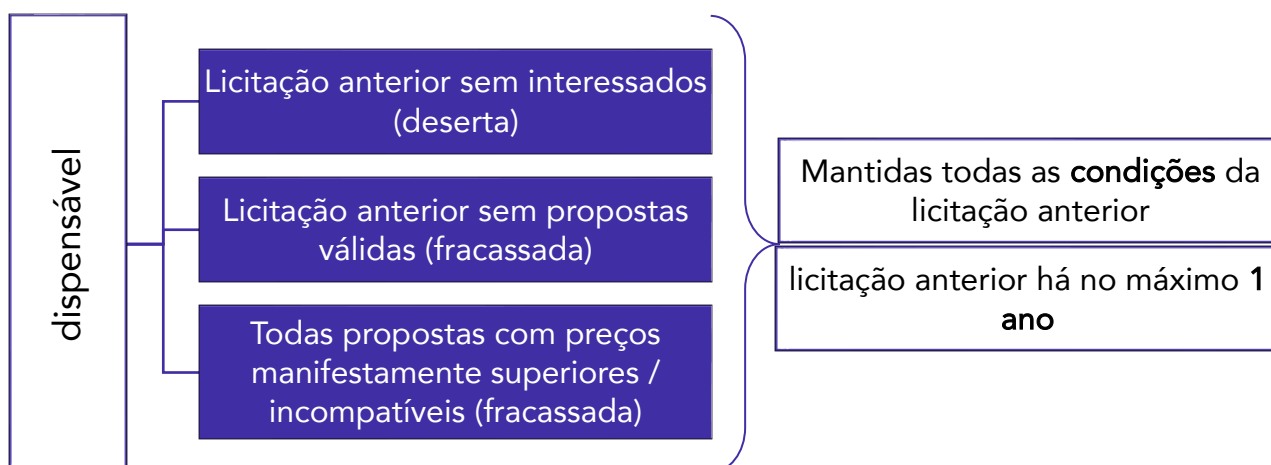 dispensável
Licitação anterior sem interessados
(deserta)
Licitação anterior sem propostas
válidas (fracassada)
Todas propostas com preços
manifestamente superiores /
incompatíveis (fracassada)
Mantidas todas as condições da
licitação anterior
licitação anterior há no máximo 1
ano